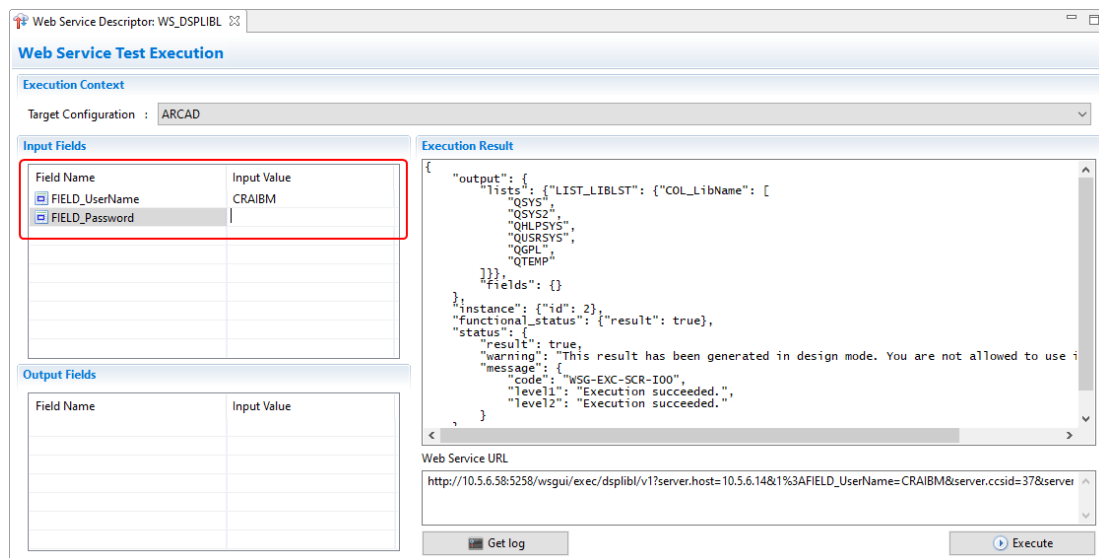 Web Service Descriptor: WS_DSPLIBL
Web Service Test Execution
Execution Context
Target Configuration : ARCAD
Input Fields
Field Name Input Value
FIELD_UserName CRAIBM
FIELD_Password
Output Fields
Field Name Input Value
Execution Result
{
"output": {
"lists": {"LIST_LIBLST": {"COL_LibName": [
"QSYS",
"QSYS2",
"QHLPSYS",
"QUSRSYS",
"QGPL",
"QTEMP"
]}},
"fields": {}
},
"instance": {"id": 2},
"functional_status": {"result": true},
"status": {
"result": true,
"warning": "This result has been generated in design mode. You are not allowed to use i
"message": {
"code": "WSG-EXC-SCR-I00",
"level1": "Execution succeeded.",
"level2": "Execution succeeded."
}
Web Service URL
http://10.5.6.58:5258/wsgui/exec/dsplibl/v1?server.host=10.5.6.14&1%3AFIELD_UserName=CRAIBM&server.ccsid=37&server
Get log
Execute